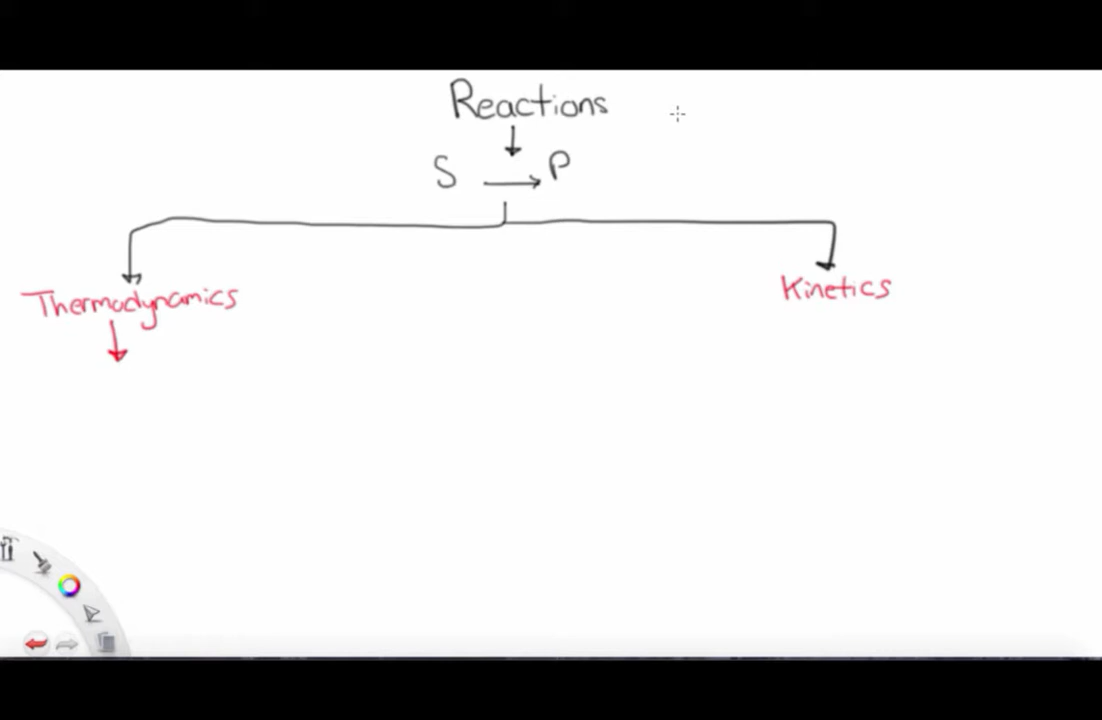 Reactions
S → P
Thermodynamics
Kinetics